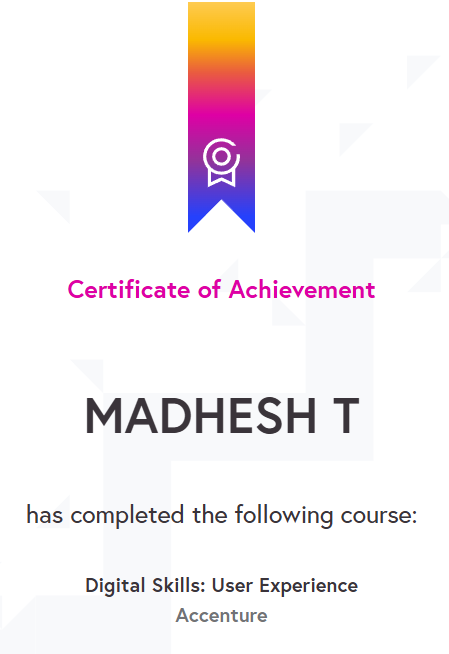 Certificate of Achievement
MADHESH T
has completed the following course:
Digital Skills: User Experience
Accenture